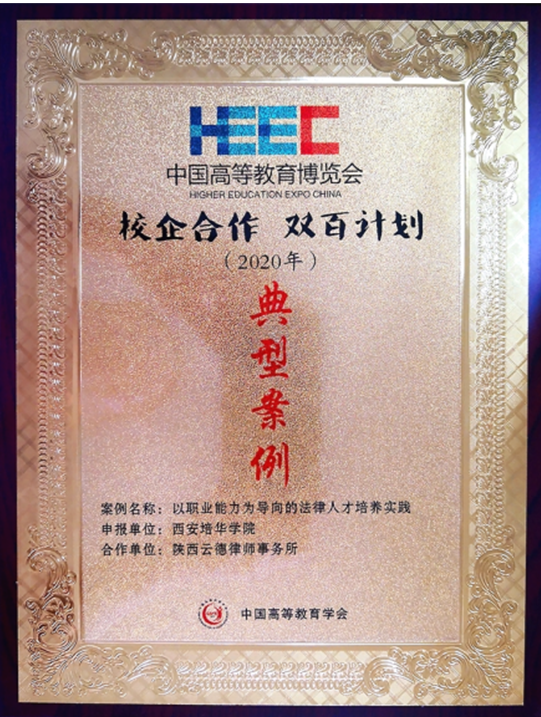 HEEC
中国高等教育博览会
HIGHER EDUCATION EXPO CHINA
校企合作 双百计划
（2020年）
典型案例
案例名称：以职业能力为导向的法律人才培养实践
申报单位：西安培华学院
合作单位：陕西云德律师事务所
中国高等教育学会